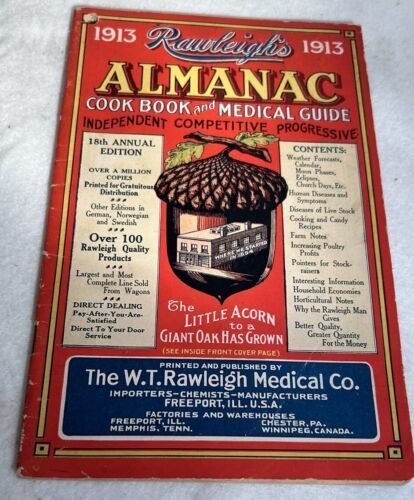 1913 Rawleigh's 1913
ALMANAC
COOK BOOK and MEDICAL GUIDE
INDEPENDENT COMPETITIVE PROGRESSIVE
18th ANNUAL
EDITION
OVER A MILLION
COPIES
Printed for Gratuitous
Distribution
Other Editions in
German, Norwegian
and Swedish
Over 100
Rawleigh Quality
Products
Largest and Most
Complete Line Sold
From Wagons
DIRECT DEALING
Pay-After-You-Are-
Satisfied
Direct To Your Door
Service
WHERE WE STARTED
IN 1894
The
LITTLE ACORN
to a
GIANT OAK HAS GROWN
(SEE INSIDE FRONT COVER PAGE)
CONTENTS:
Weather Forecasts,
Calendar,
Moon Phases,
Eclipses,
Church Days, Etc.
Human Diseases and
Symptoms
Diseases of Live Stock
Cooking and Candy
Recipes
Farm Notes
Increasing Poultry
Profits
Pointers for Stock-
raisers
Interesting Information
Household Economies
Horticultural Notes
Why the Rawleigh Man
Gives
Better Quality,
Greater Quantity
For the Money
PRINTED AND PUBLISHED BY
The W.T. Rawleigh Medical Co.
IMPORTERS-CHEMISTS-MANUFACTURERS
FREEPORT, ILL. U.S.A.
FACTORIES AND WAREHOUSES
FREEPORT, ILL. CHESTER, PA.
MEMPHIS, TENN. WINNIPEG, CANADA.